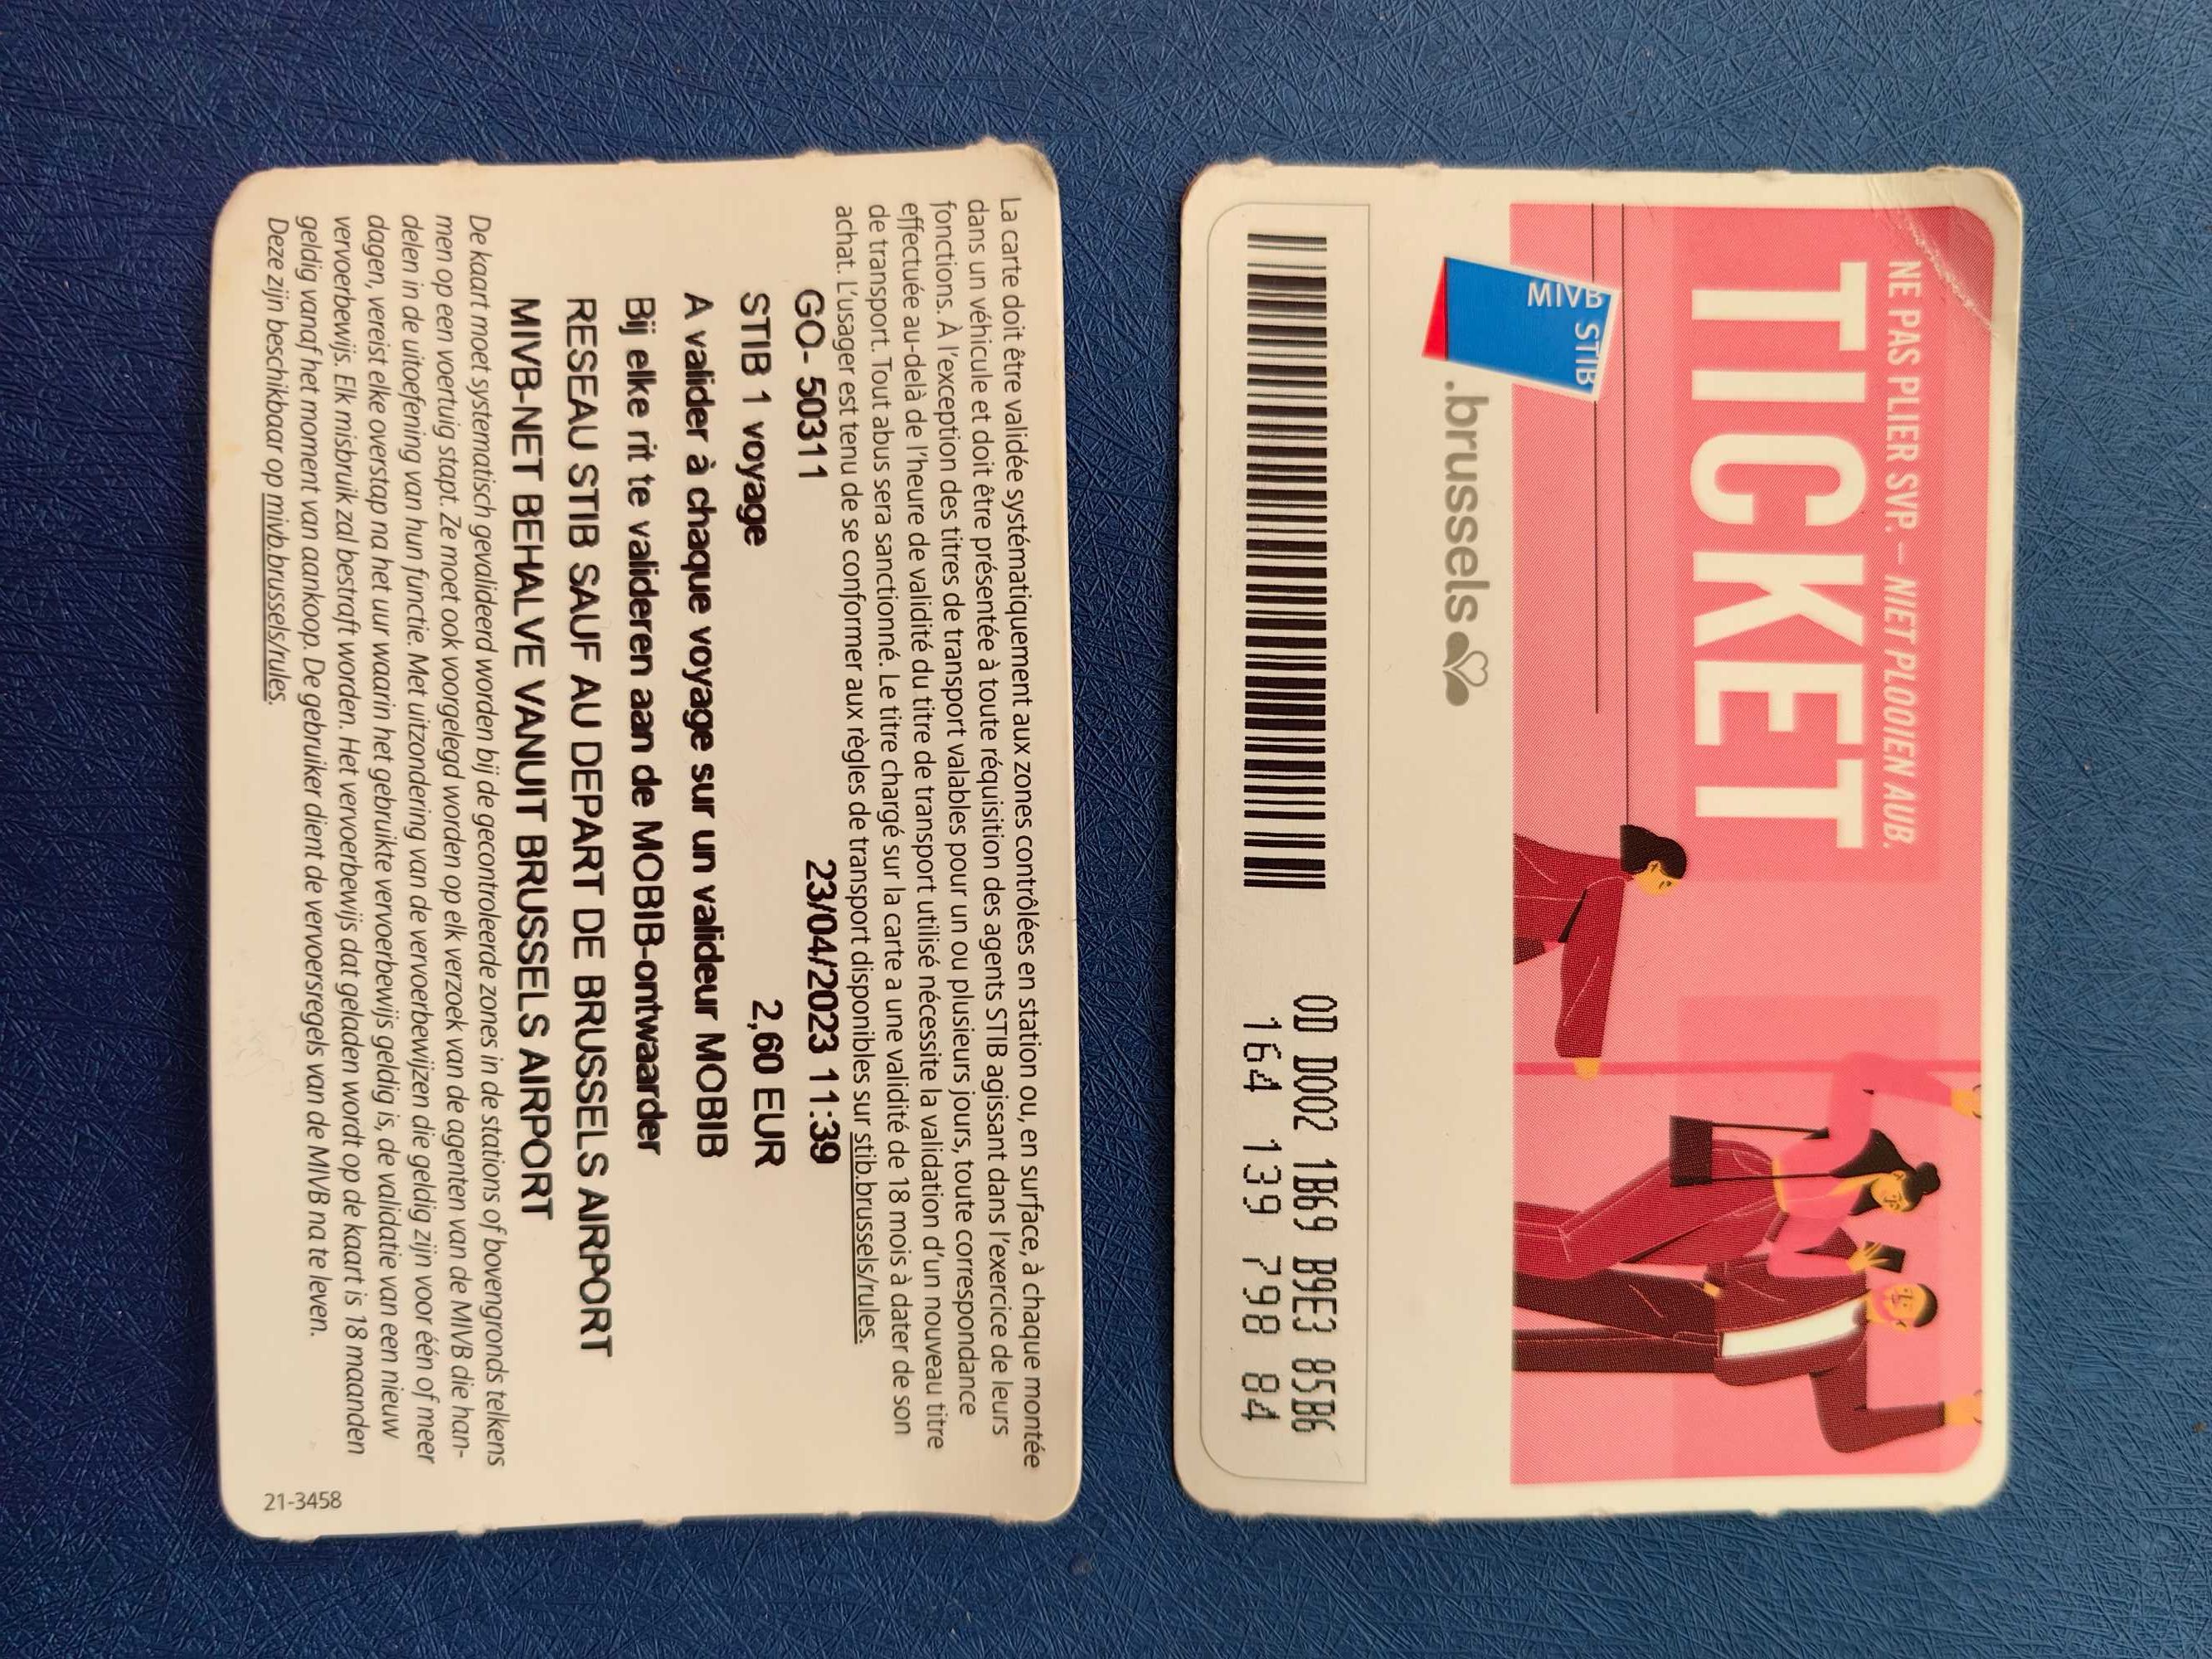 NE PAS PLIER SVP. – NIET PLOOIEN AUB.
TICKET
MIVB STIB
.brussels
0D D002 1B69 B9E3 85B6
164 139 798 84
La carte doit être validée systématiquement aux zones contrôlées en station ou, en surface, à chaque montée
dans un véhicule et doit être présentée à toute réquisition des agents STIB agissant dans l'exercice de leurs
fonctions. À l'exception des titres de transport valables pour un ou plusieurs jours, toute correspondance
effectuée au-delà de l'heure de validité du titre de transport utilisé nécessite la validation d'un nouveau titre
de transport. Tout abus sera sanctionné. Le titre chargé sur la carte a une validité de 18 mois à dater de son
achat. L'usager est tenu de se conformer aux règles de transport disponibles sur stib.brussels/rules.
GO- 50311 23/04/2023 11:39
STIB 1 voyage 2,60 EUR
A valider à chaque voyage sur un valideur MOBIB
Bij elke rit te valideren aan de MOBIB-ontwaarder
RESEAU STIB SAUF AU DEPART DE BRUSSELS AIRPORT
MIVB-NET BEHALVE VANUIT BRUSSELS AIRPORT
De kaart moet systematisch gevalideerd worden bij de gecontroleerde zones in de stations of bovengronds telkens
men op een voertuig stapt. Ze moet ook voorgelegd worden op elk verzoek van de agenten van de MIVB die han-
delen in de uitoefening van hun functie. Met uitzondering van de vervoerbewijzen die geldig zijn voor één of meer
dagen, vereist elke overstap na het uur waarin het gebruikte vervoerbewijs geldig is, de validatie van een nieuw
vervoerbewijs. Elk misbruik zal bestraft worden. Het vervoerbewijs dat geladen wordt op de kaart is 18 maanden
geldig vanaf het moment van aankoop. De gebruiker dient de vervoersregels van de MIVB na te leven.
Deze zijn beschikbaar op mivb.brussels/rules.
21-3458